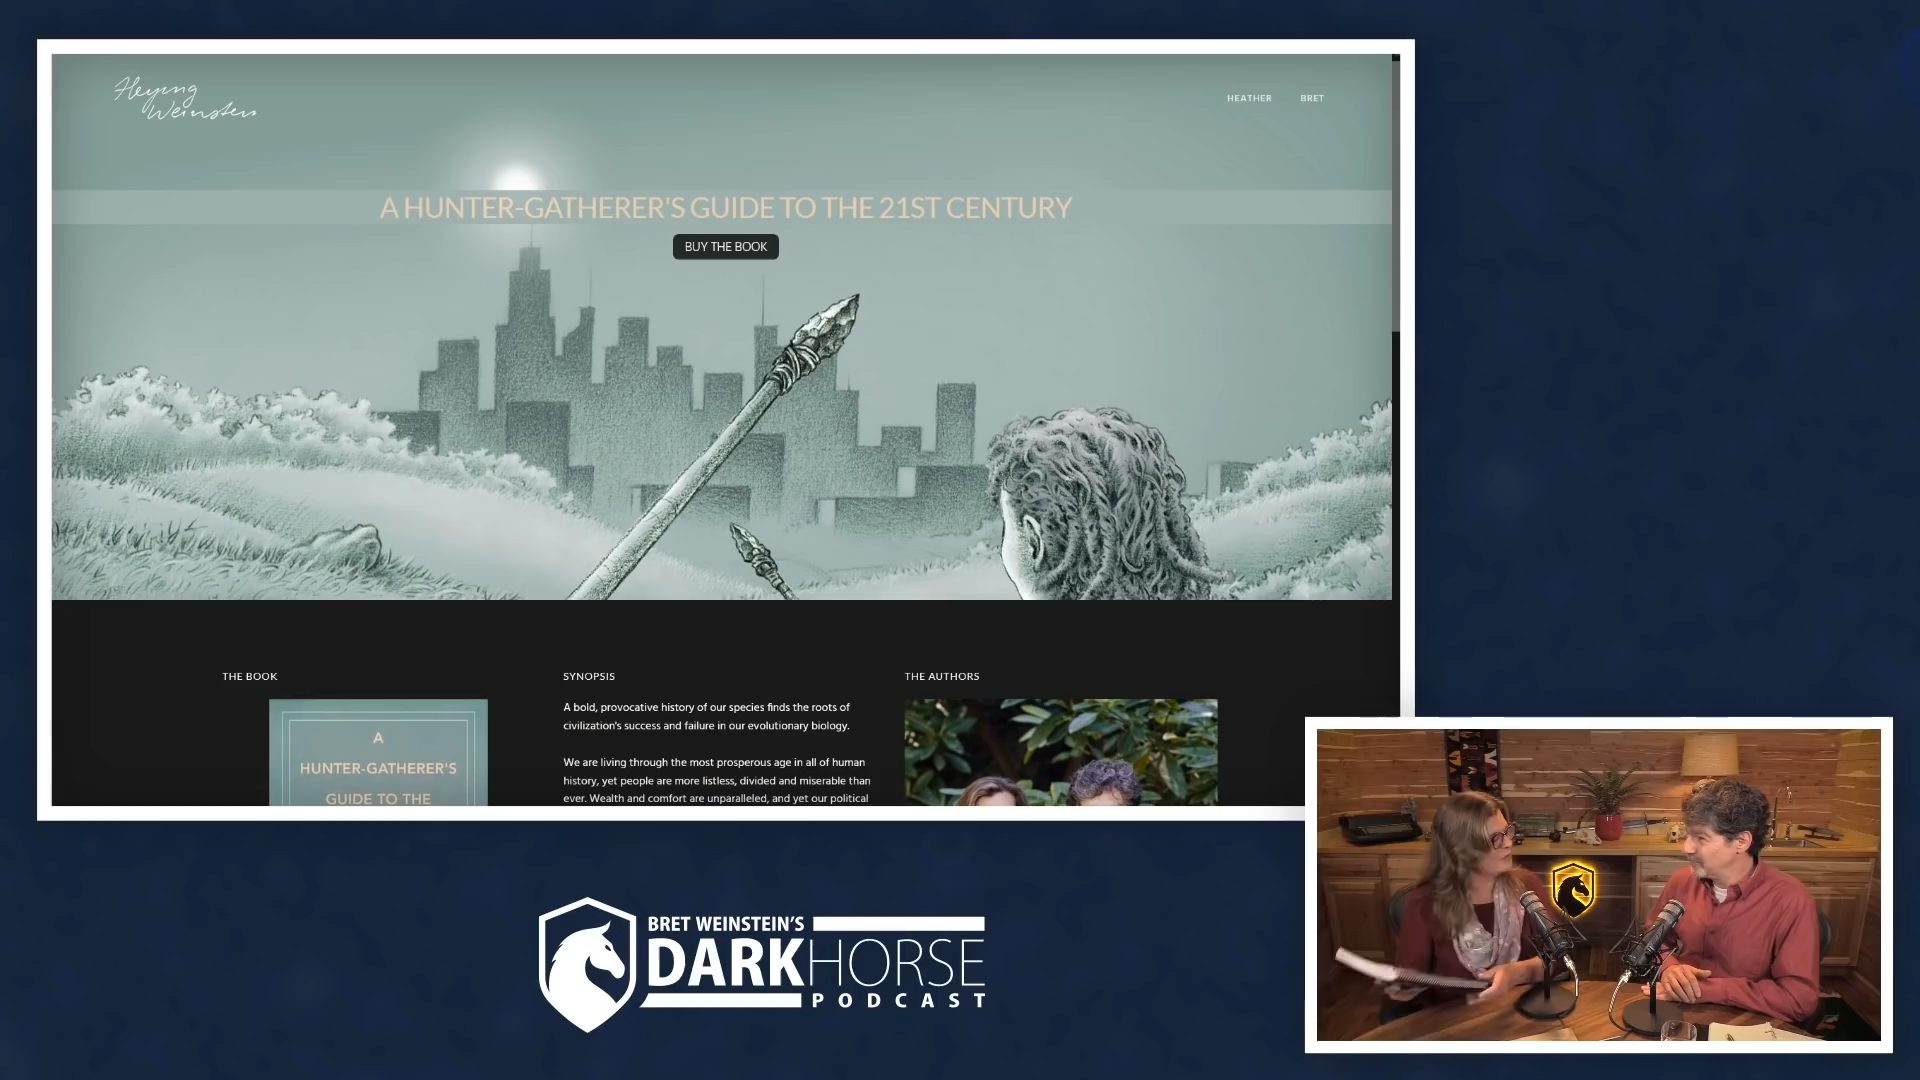 Heying
Weinstein
HEATHER BRET
A HUNTER-GATHERER'S GUIDE TO THE 21ST CENTURY
BUY THE BOOK
THE BOOK
A
HUNTER-GATHERER'S
GUIDE TO THE
SYNOPSIS
A bold, provocative history of our species finds the roots of
civilization's success and failure in our evolutionary biology.
We are living through the most prosperous age in all of human
history, yet people are more listless, divided and miserable than
ever. Wealth and comfort are unparalleled, and yet our political
THE AUTHORS
BRET WEINSTEIN'S
DARKHORSE
PODCAST